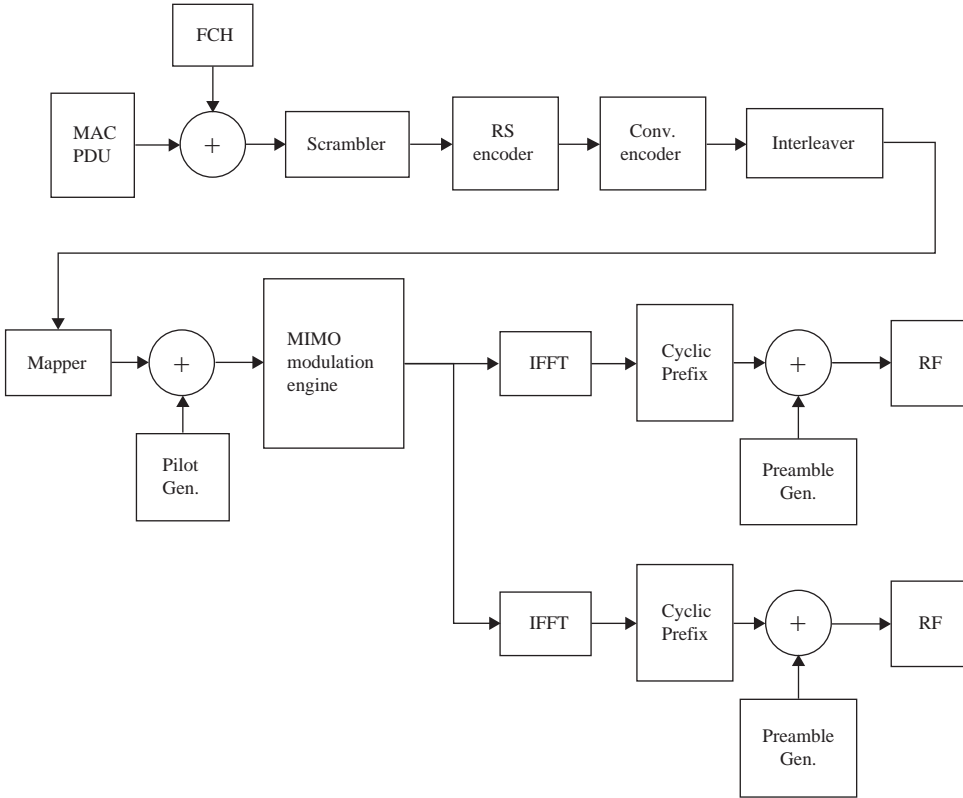 FCH
MAC
PDU
+
Scrambler
RS
encoder
Conv.
encoder
Interleaver
Mapper
+
Pilot
Gen.
MIMO
modulation
engine
IFFT
Cyclic
Prefix
+
RF
Preamble
Gen.
IFFT
Cyclic
Prefix
+
RF
Preamble
Gen.